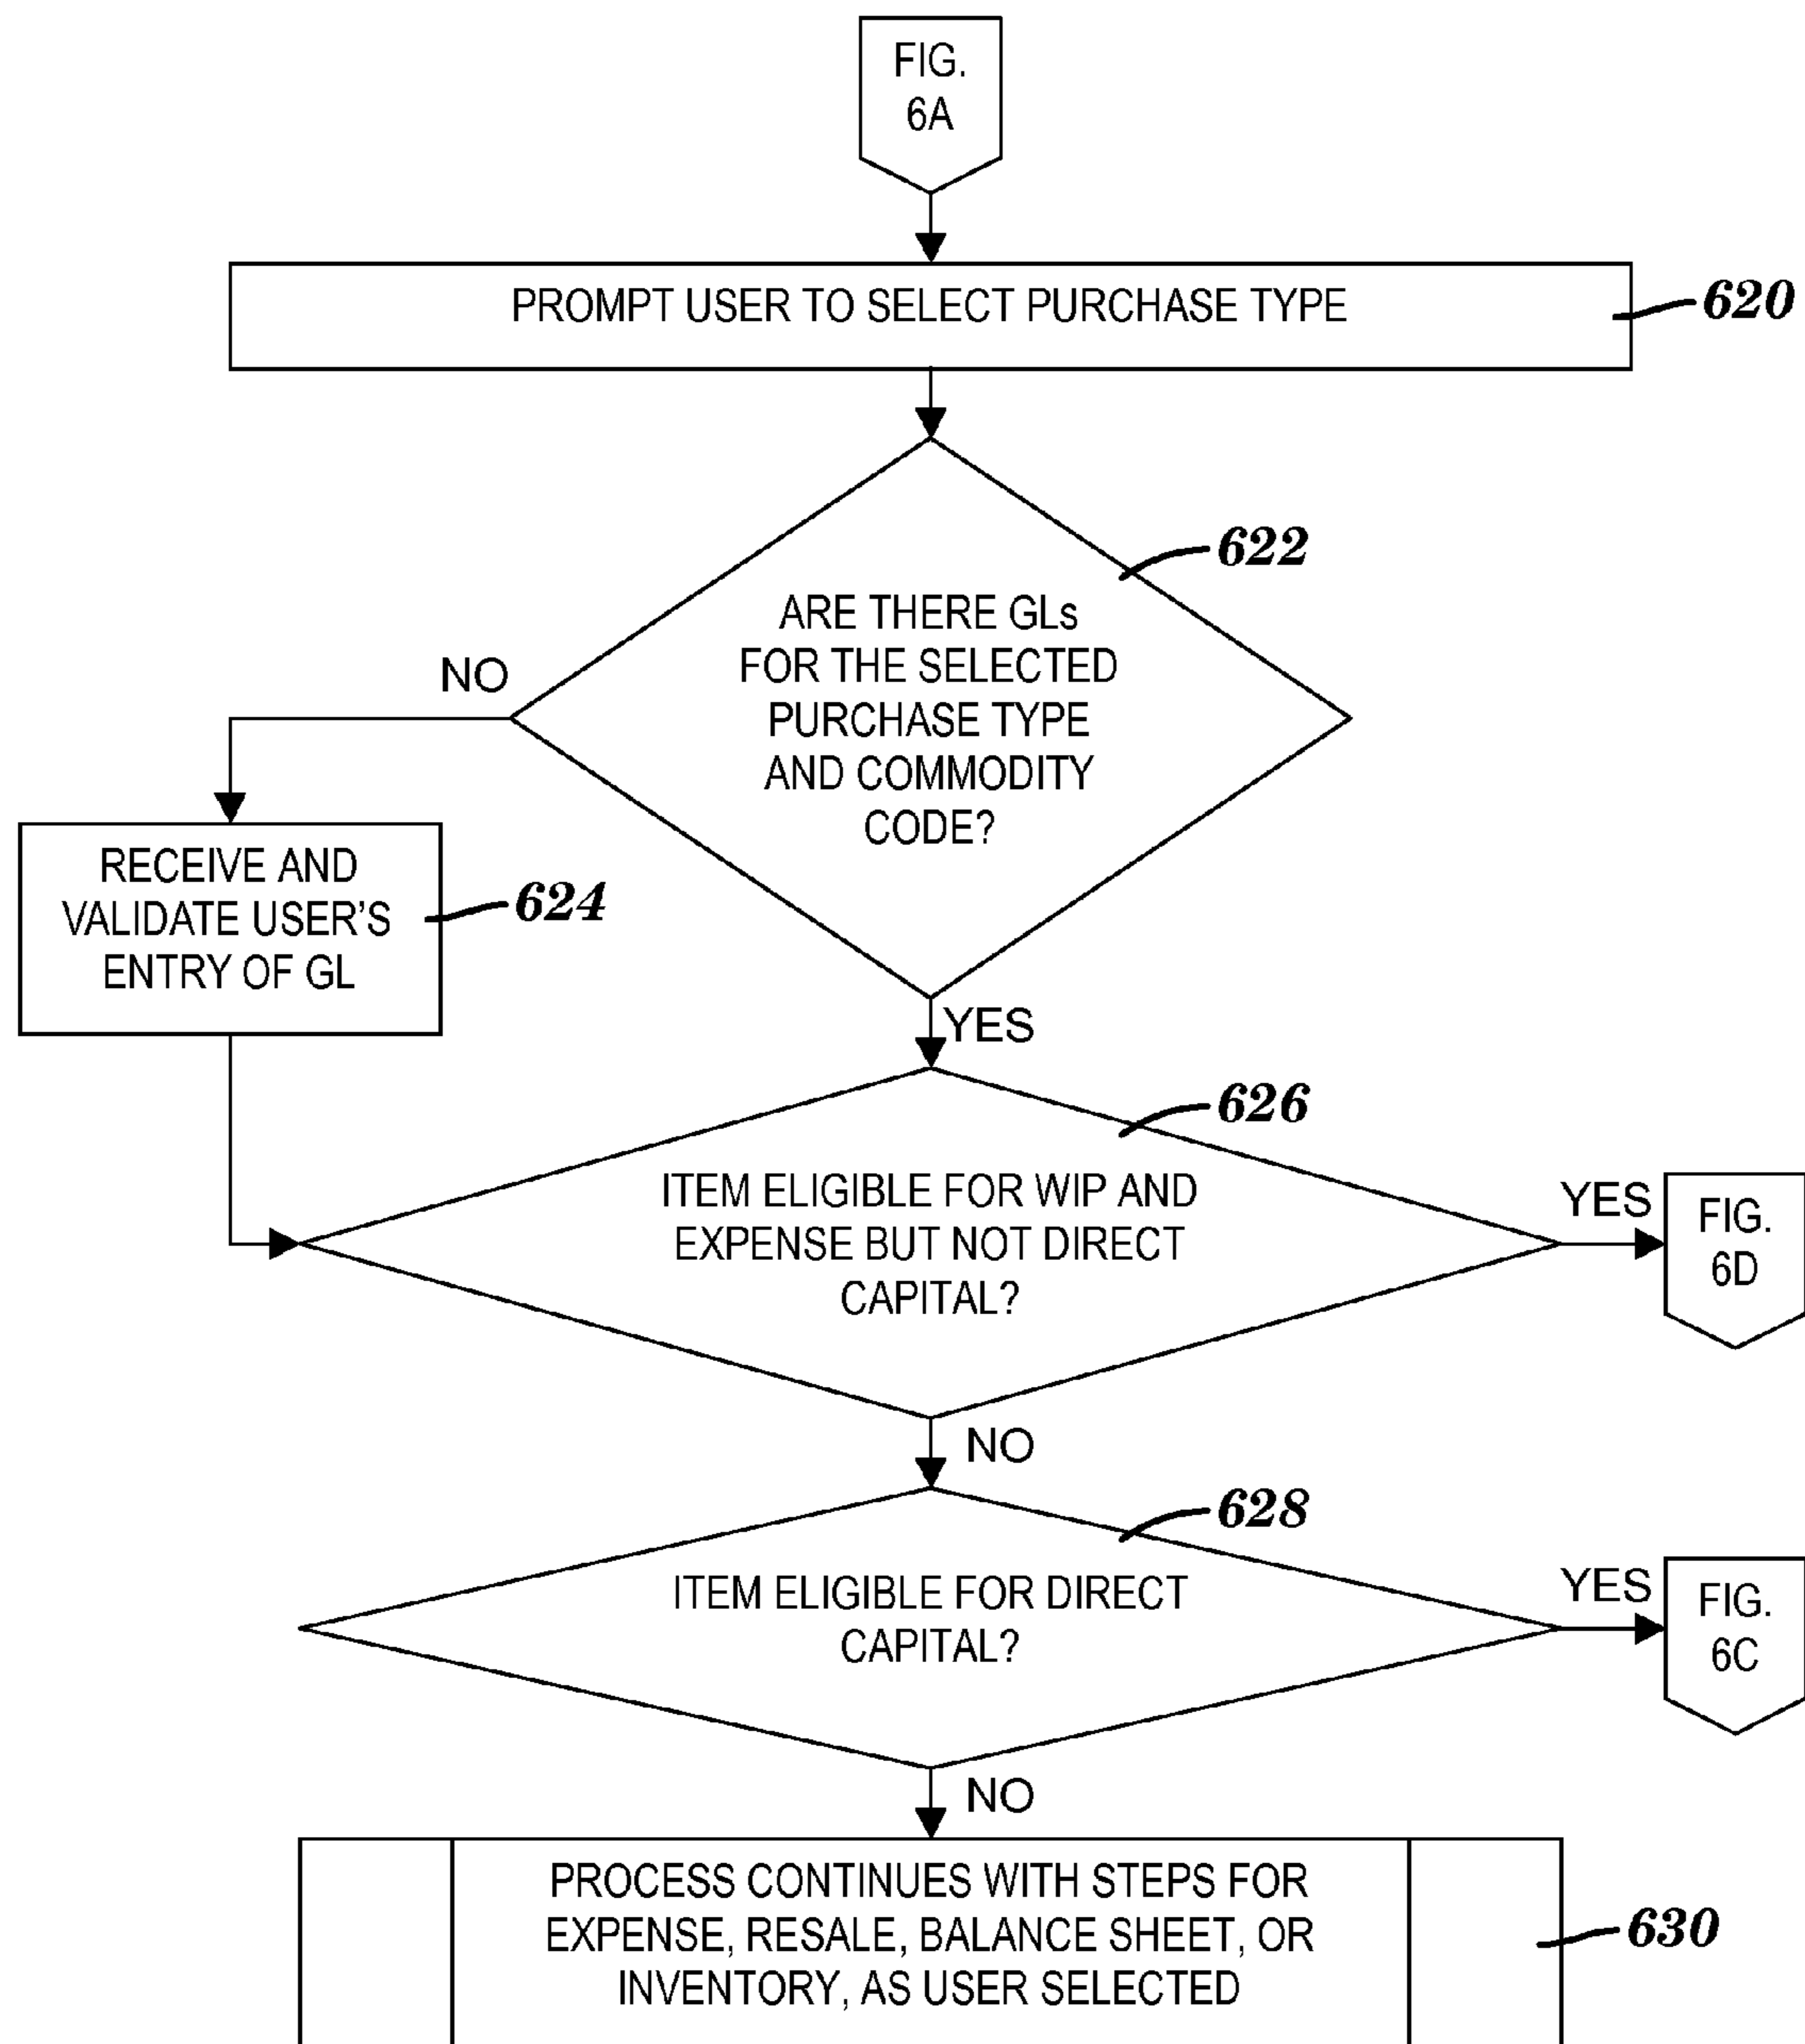 FIG.
6A
PROMPT USER TO SELECT PURCHASE TYPE
620
622
ARE THERE GLs
FOR THE SELECTED
PURCHASE TYPE
AND COMMODITY
CODE?
NO
RECEIVE AND
VALIDATE USER'S
ENTRY OF GL
624
YES
626
ITEM ELIGIBLE FOR WIP AND
EXPENSE BUT NOT DIRECT
CAPITAL?
YES
FIG.
6D
NO
628
ITEM ELIGIBLE FOR DIRECT
CAPITAL?
YES
FIG.
6C
NO
PROCESS CONTINUES WITH STEPS FOR
EXPENSE, RESALE, BALANCE SHEET, OR
INVENTORY, AS USER SELECTED
630